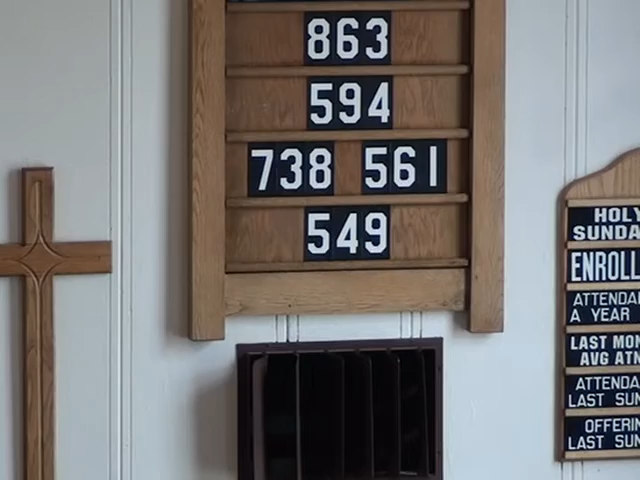 863
594
738 561
549
HOLY
SUNDA
ENROLL
ATTENDA
A YEAR
LAST MON
AVG ATN
ATTENDA
LAST SUN
OFFERIN
LAST SUN